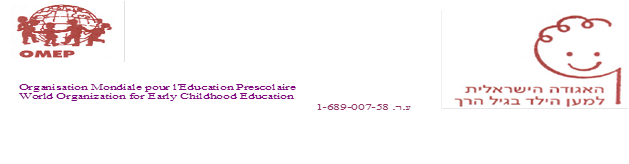 OMEP
Organisation Mondiale pour l'Education Prescolaire
World Organization for Early Childhood Education
ע.ר. 1-689-007-58
האגודה הישראלית
למען הילד בגיל הרך